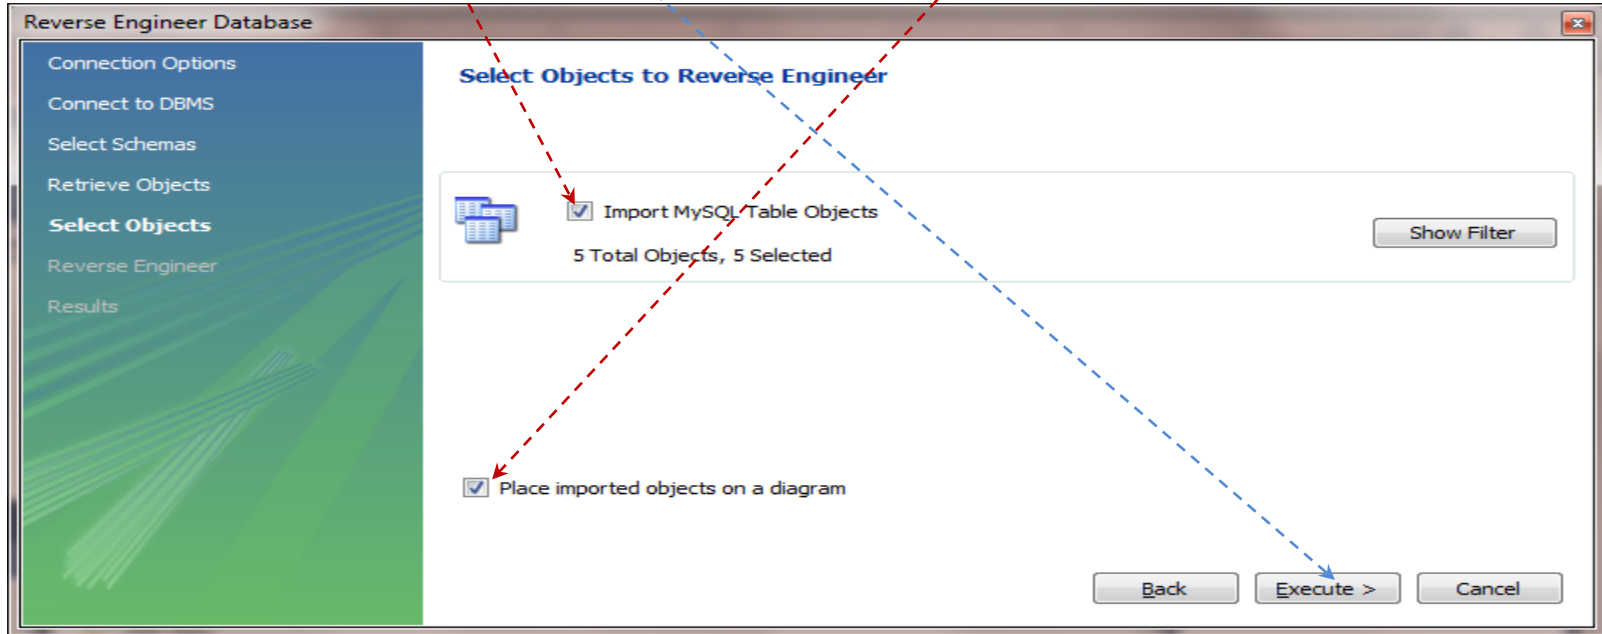 Reverse Engineer Database
Connection Options
Connect to DBMS
Select Schemas
Retrieve Objects
Select Objects
Reverse Engineer
Results
Select Objects to Reverse Engineer
Import MySQL Table Objects
5 Total Objects, 5 Selected
Show Filter
Place imported objects on a diagram
Back
Execute >
Cancel